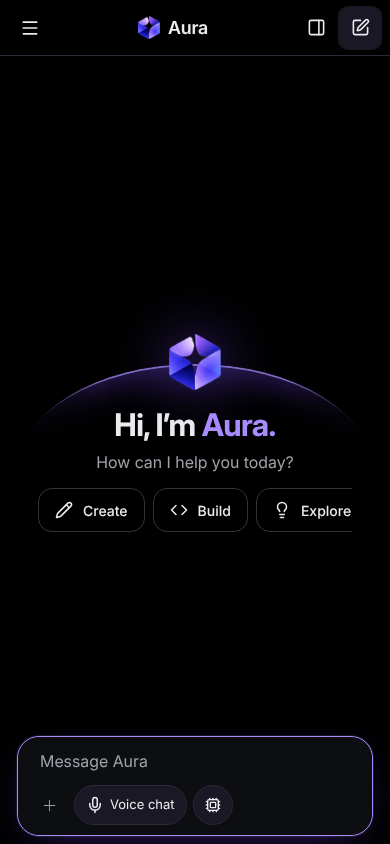 Aura
Hi, I’m Aura.
How can I help you today?
Create
Build
Explore
Message Aura
Voice chat